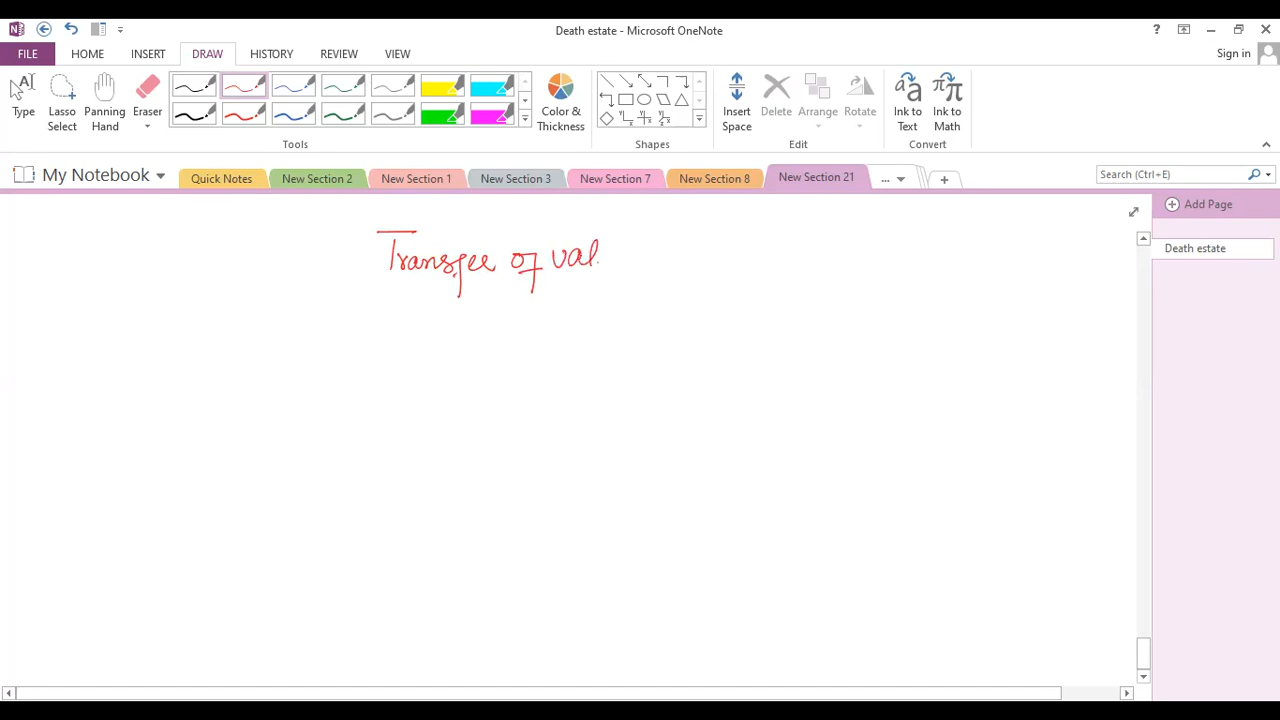 Death estate - Microsoft OneNote
?
Sign in
FILE HOME INSERT DRAW HISTORY REVIEW VIEW
Type Lasso Select Panning Hand Eraser Color & Thickness Insert Space Delete Arrange Rotate Ink to Text Ink to Math
Tools Shapes Edit Convert
My Notebook Quick Notes New Section 2 New Section 1 New Section 3 New Section 7 New Section 8 New Section 21 ... Search (Ctrl+E)
Add Page
Death estate
Transfer of val